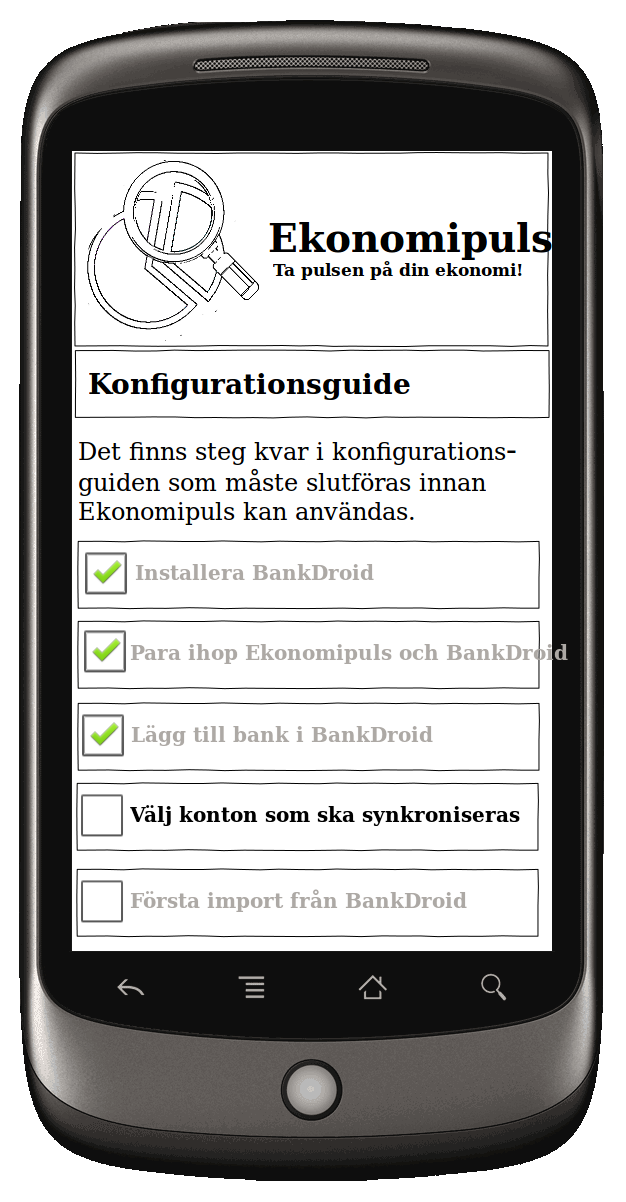 Ekonomipuls
Ta pulsen på din ekonomi!
Konfigurationsguide
Det finns steg kvar i konfigurations-
guiden som måste slutföras innan
Ekonomipuls kan användas.
Installera BankDroid
Para ihop Ekonomipuls och BankDroid
Lägg till bank i BankDroid
Välj konton som ska synkroniseras
Första import från BankDroid